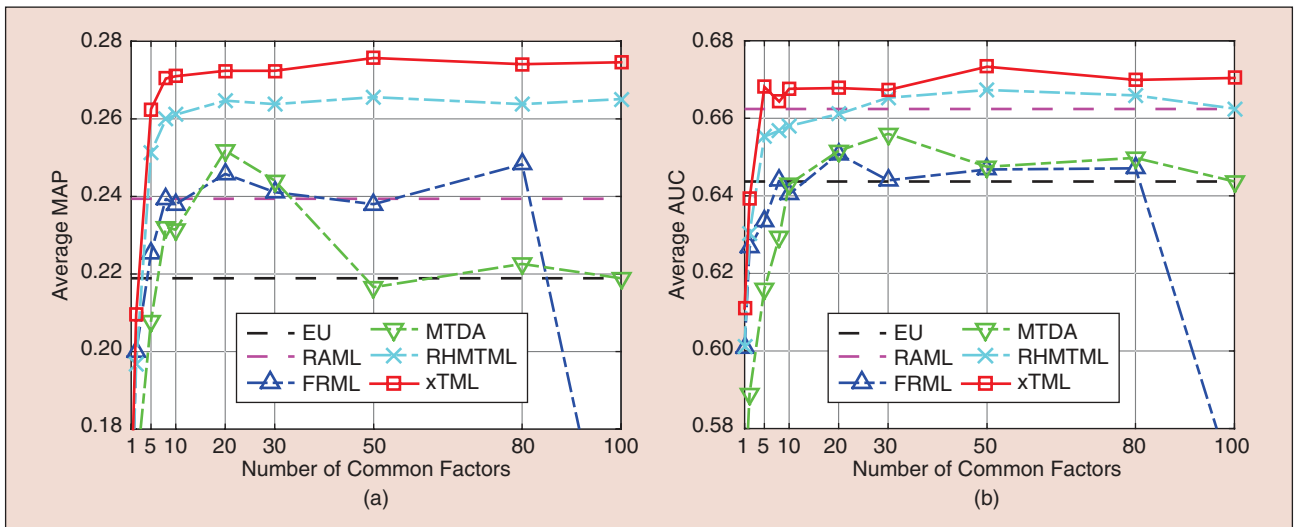 0.28
0.26
0.24
0.22
0.20
0.18
Average MAP
1 5 10 20 30 50 80 100
Number of Common Factors
(a)
EU
RAML
FRML
MTDA
RHMTML
xTML
0.68
0.66
0.64
0.62
0.60
0.58
Average AUC
1 5 10 20 30 50 80 100
Number of Common Factors
(b)
EU
RAML
FRML
MTDA
RHMTML
xTML